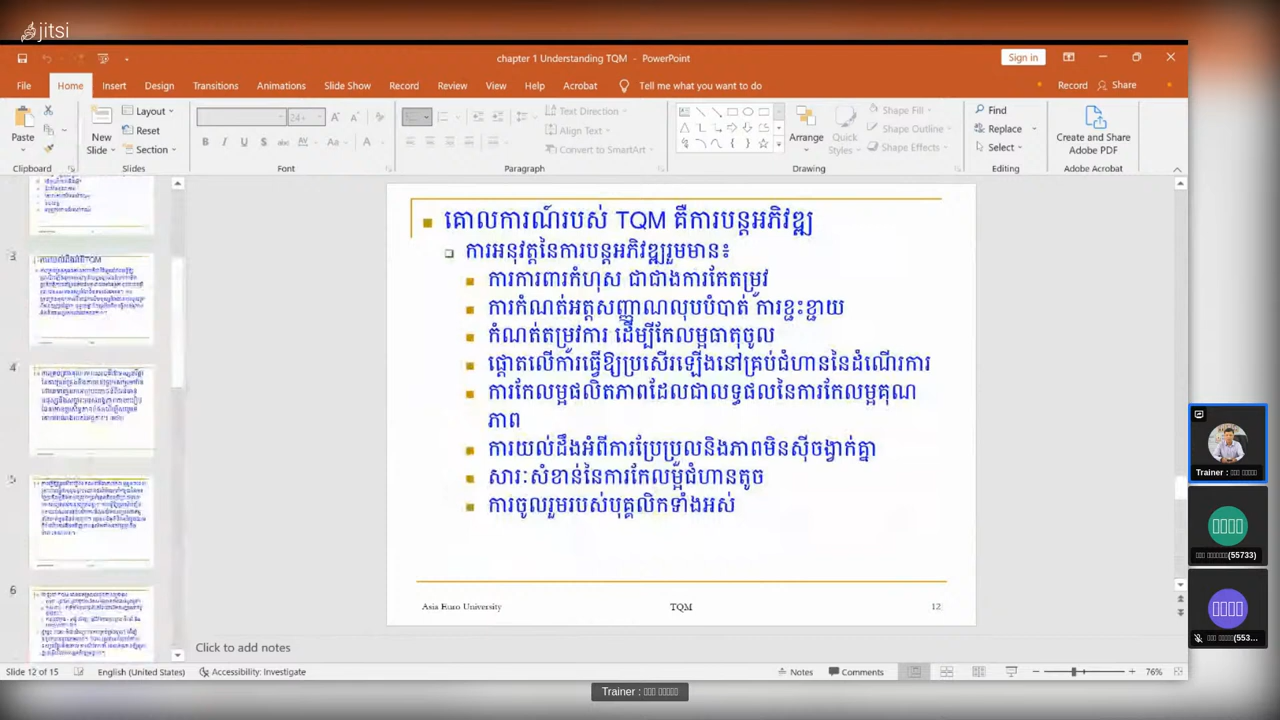 jitsi
chapter 1 Understanding TQM - PowerPoint
Sign in
File Home Insert Design Transitions Animations Slide Show Record Review View Help Acrobat Tell me what you want to do Record Share
Paste
Clipboard
New Slide
Layout
Reset
Section
Slides
24+
Font
Text Direction
Align Text
Convert to SmartArt
Paragraph
Arrange
Quick Styles
Shape Fill
Shape Outline
Shape Effects
Drawing
Find
Replace
Select
Editing
Create and Share Adobe PDF
Adobe Acrobat
3
4
5
6
គោលការណ៍របស់ TQM គឺការបន្តអភិវឌ្ឍ
ការអនុវត្តនៃការបន្តអភិវឌ្ឍរួមមាន៖
ការការពារកំហុស ជាជាងការកែតម្រូវ
ការកំណត់អត្តសញ្ញាណលុបបំបាត់ ការខ្ជះខ្ជាយ
កំណត់តម្រូវការ ដើម្បីកែលម្អធាតុចូល
ផ្តោតលើការធ្វើឱ្យប្រសើរឡើងនៅគ្រប់ជំហាននៃដំណើរការ
ការកែលម្អផលិតភាពដែលជាលទ្ធផលនៃការកែលម្អគុណ
ភាព
ការយល់ដឹងអំពីការប្រែប្រួលនិងភាពមិនស៊ីចង្វាក់គ្នា
សារៈសំខាន់នៃការកែលម្អជំហានតូច
ការចូលរួមរបស់បុគ្គលិកទាំងអស់
Asia Euro University
TQM
12
Click to add notes
Slide 12 of 15
English (United States)
Accessibility: Investigate
Notes
Comments
76%
Trainer :
(55733)
(553...
Trainer :